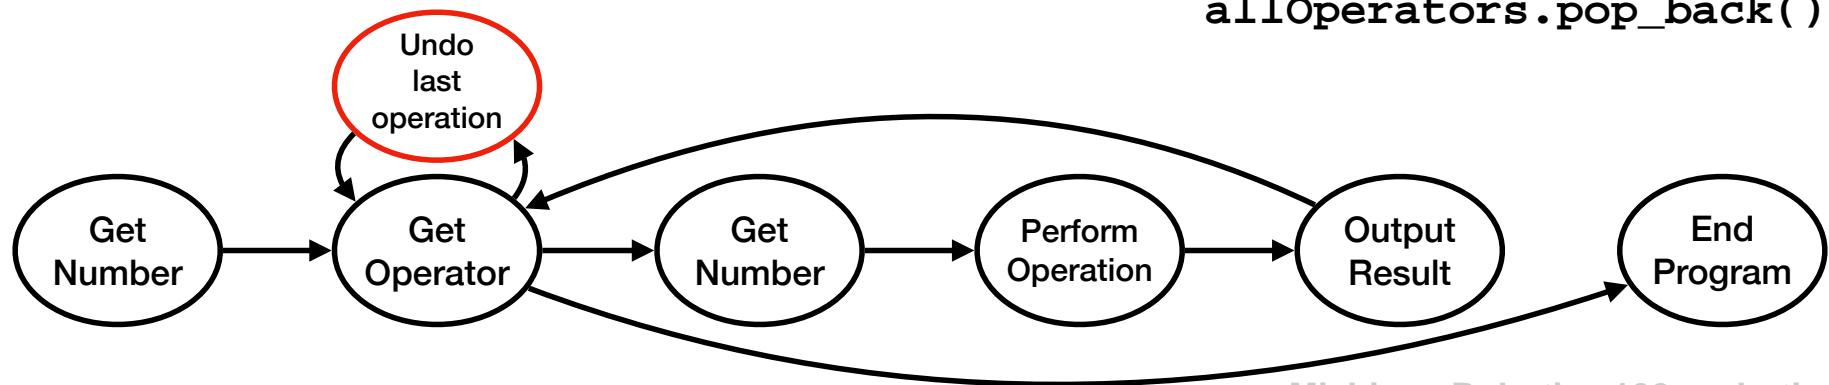 allOperators.pop_back()
Undo
last
operation
Get
Number
Get
Operator
Get
Number
Perform
Operation
Output
Result
End
Program